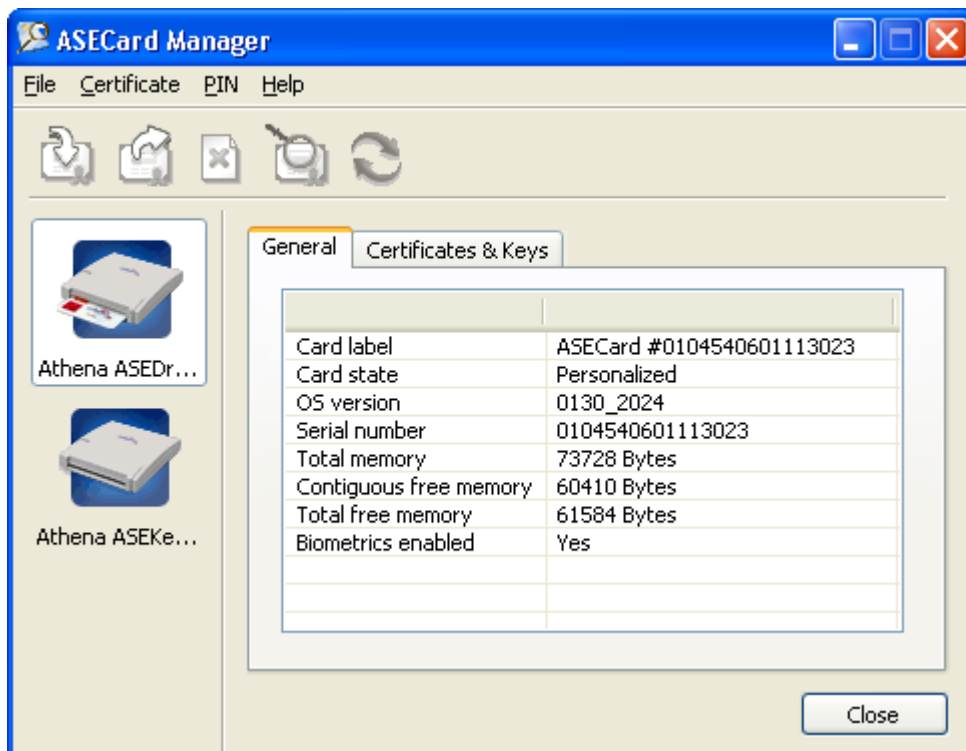 ASECard Manager
File Certificate PIN Help
Athena ASEDr...
Athena ASEKe...
General Certificates & Keys
Card label ASECard #0104540601113023
Card state Personalized
OS version 0130_2024
Serial number 0104540601113023
Total memory 73728 Bytes
Contiguous free memory 60410 Bytes
Total free memory 61584 Bytes
Biometrics enabled Yes
Close